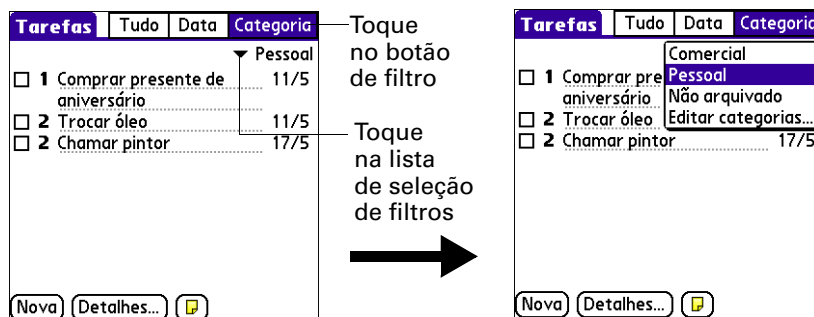 Tarefas Tudo Data Categoria
Pessoal
1 Comprar presente de 11/5
aniversário
2 Trocar óleo 11/5
2 Chamar pintor 17/5
Nova Detalhes...
Toque
no botão
de filtro
Toque
na lista
de seleção
de filtros
Tarefas Tudo Data Categoria
Comercial
Pessoal
Não arquivado
Editar categorias...
1 Comprar pre
aniversário
2 Trocar óleo
2 Chamar pintor 17/5
Nova Detalhes...